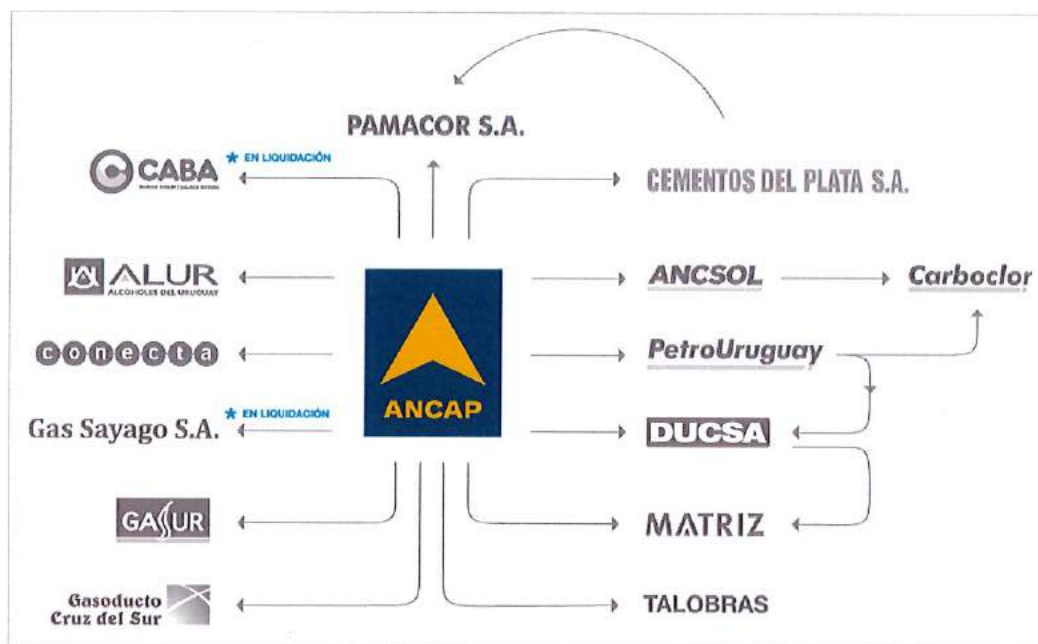 PAMACOR S.A.
CABA
* EN LIQUIDACIÓN
CEMENTOS DEL PLATA S.A.
ALUR
ALCOHOLES DEL URUGUAY
ANCSOL
Carboclor
conecta
PetroUruguay
ANCAP
Gas Sayago S.A.
* EN LIQUIDACIÓN
DUCSA
GASUR
MATRIZ
Gasoducto
Cruz del Sur
TALOBRAS